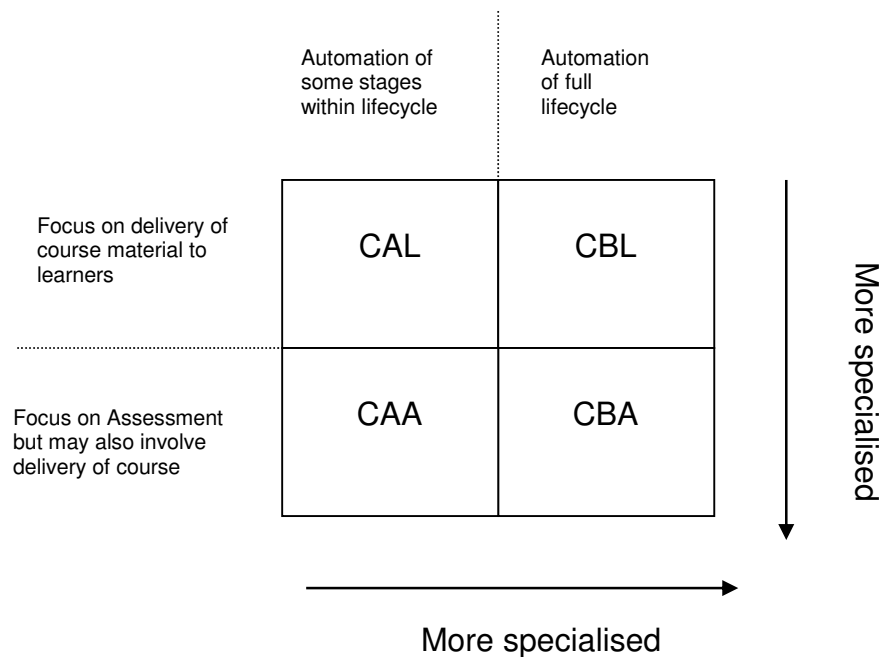 Automation of
some stages
within lifecycle
Automation
of full
lifecycle
Focus on delivery of
course material to
learners
CAL
CBL
More specialised
Focus on Assessment
but may also involve
delivery of course
CAA
CBA
More specialised